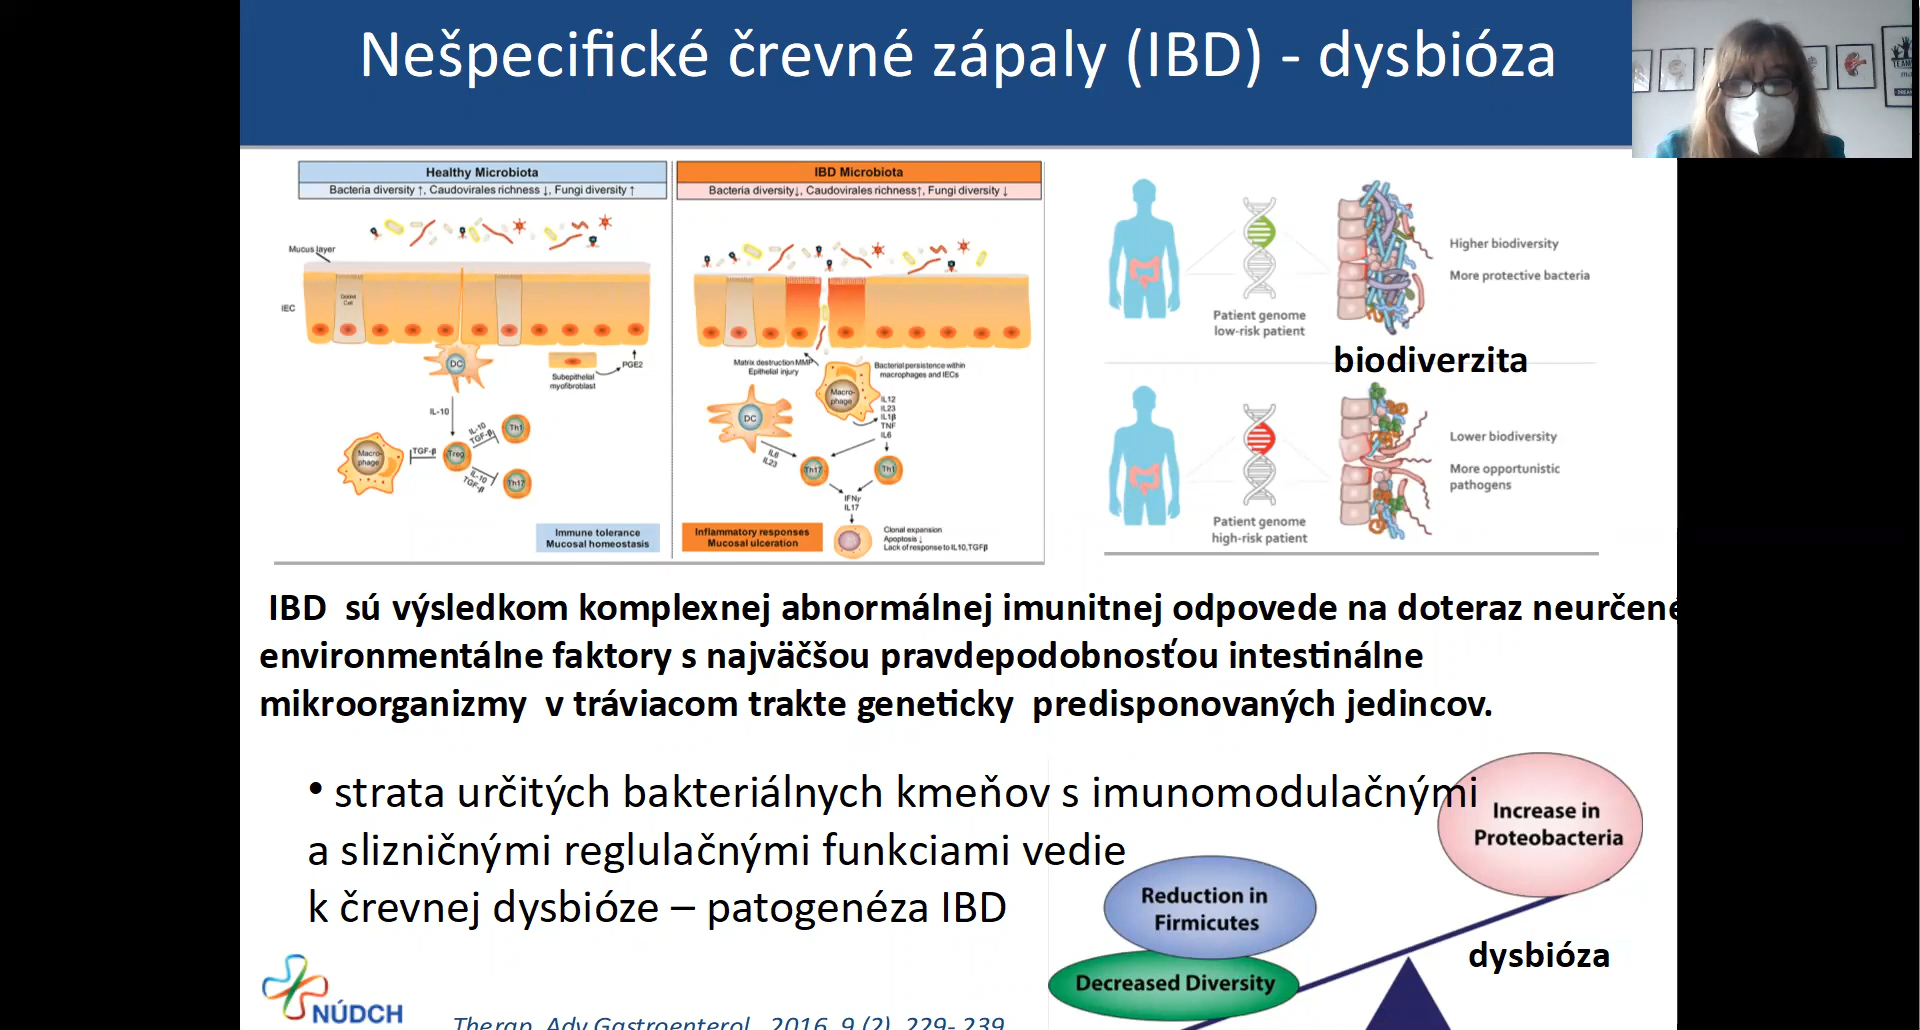 Nešpecifické črevné zápaly (IBD) - dysbióza
TEAM
DREAM
Healthy Microbiota
Bacteria diversity ↑, Caudovirales richness ↓, Fungi diversity ↑
Mucus layer
Goblet
Cell
IEC
DC
Subepithelial
myofibroblast
PGE2
IL-10
Macro-
phage
TGF-β
Treg
IL-10
TGF-β
Th1
IL-10
TGF-β
Th17
Immune tolerance
Mucosal homeostasis
IBD Microbiota
Bacteria diversity↓, Caudovirales richness↑, Fungi diversity ↓
Matrix destruction MMP
Epithelial injury
Bacterial persistence within
macrophages and IECs
Macro-
phage
DC
IL12
IL23
IL1β
TNF
IL6
IL6
IL23
Th17
Th1
IFNγ
IL17
Inflammatory responses
Mucosal ulceration
Clonal expansion
Apoptosis ↓
Lack of response to IL10,TGFβ
Patient genome
low-risk patient
Higher biodiversity
More protective bacteria
biodiverzita
Patient genome
high-risk patient
Lower biodiversity
More opportunistic
pathogens
IBD sú výsledkom komplexnej abnormálnej imunitnej odpovede na doteraz neurčené
environmentálne faktory s najväčšou pravdepodobnosťou intestinálne
mikroorganizmy v tráviacom trakte geneticky predisponovaných jedincov.
• strata určitých bakteriálnych kmeňov s imunomodulačnými
a slizničnými reglulačnými funkciami vedie
k črevnej dysbióze – patogenéza IBD
Increase in
Proteobacteria
Reduction in
Firmicutes
Decreased Diversity
dysbióza
NÚDCH
Therap Adv Gastroenterol. 2016, 9 (2), 229- 239